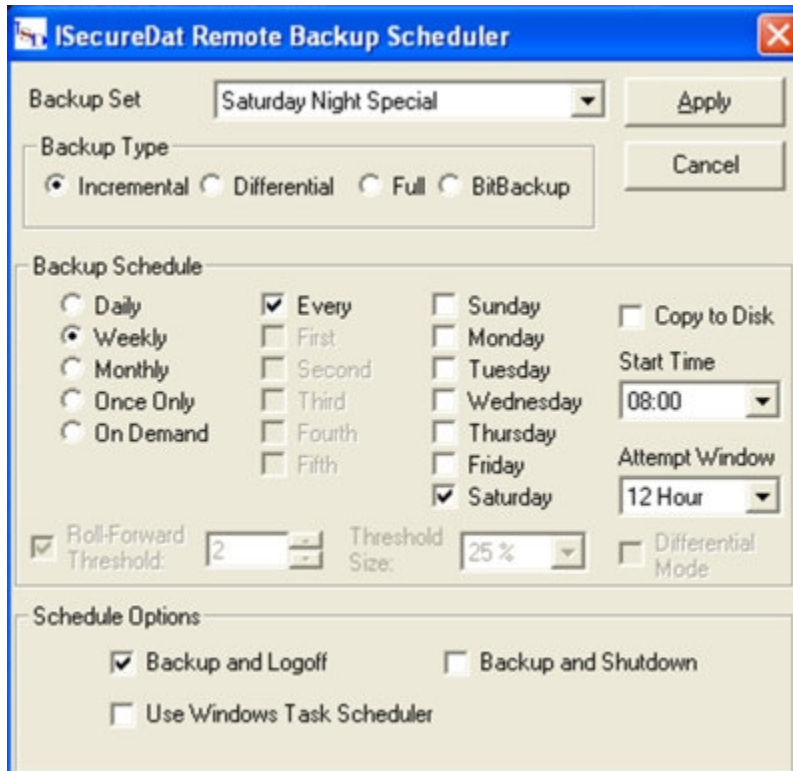 ISecureDat Remote Backup Scheduler
Backup Set Saturday Night Special Apply
Backup Type Cancel
Incremental Differential Full BitBackup
Backup Schedule
Daily Every Sunday Copy to Disk
Weekly First Monday
Monthly Second Tuesday Start Time
Once Only Third Wednesday 08:00
On Demand Fourth Thursday
Fifth Friday Attempt Window
Saturday 12 Hour
Roll-Forward Threshold: 2 Threshold Size: 25 % Differential Mode
Schedule Options
Backup and Logoff Backup and Shutdown
Use Windows Task Scheduler